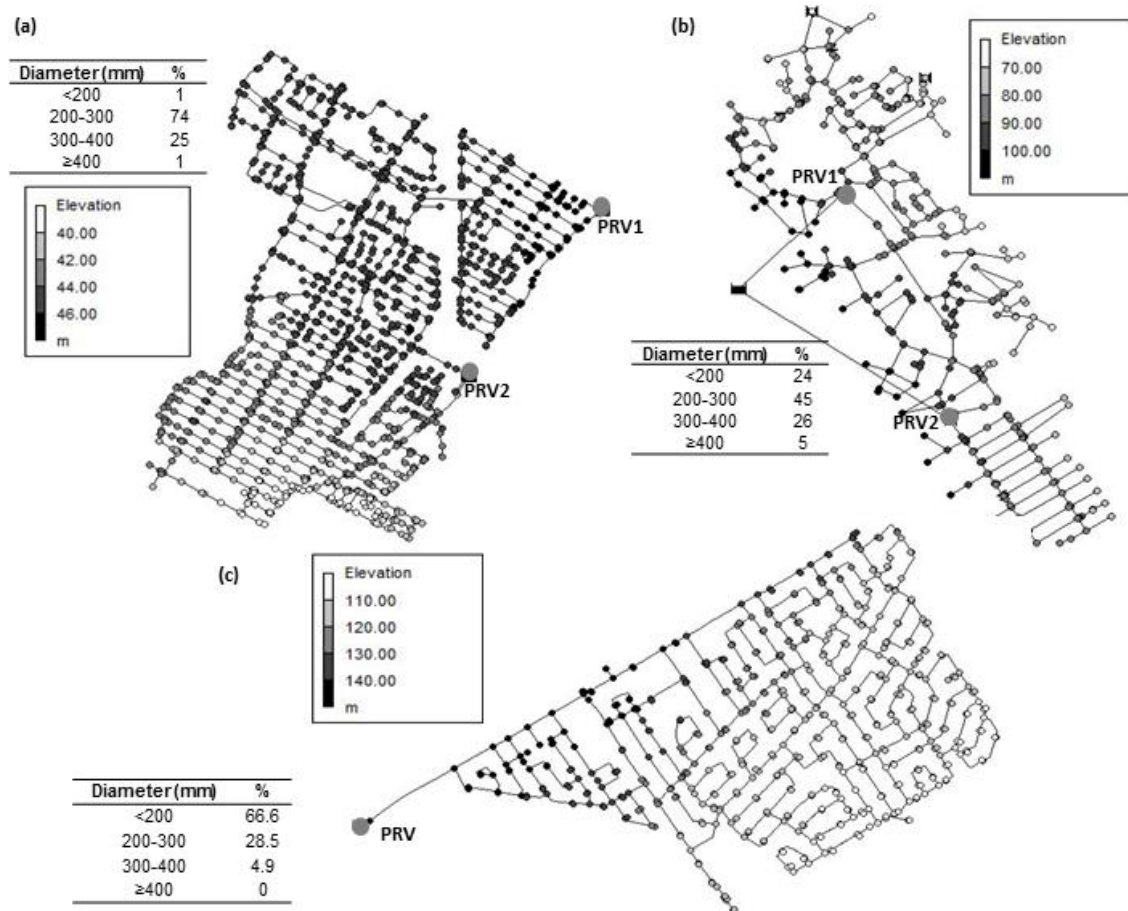 (a)
Diameter (mm) %
<200 1
200-300 74
300-400 25
≥400 1
Elevation
40.00
42.00
44.00
46.00
m
PRV1
PRV2
(b)
Elevation
70.00
80.00
90.00
100.00
m
PRV1
Diameter (mm) %
<200 24
200-300 45
300-400 26
≥400 5
PRV2
(c)
Elevation
110.00
120.00
130.00
140.00
m
Diameter (mm) %
<200 66.6
200-300 28.5
300-400 4.9
≥400 0
PRV